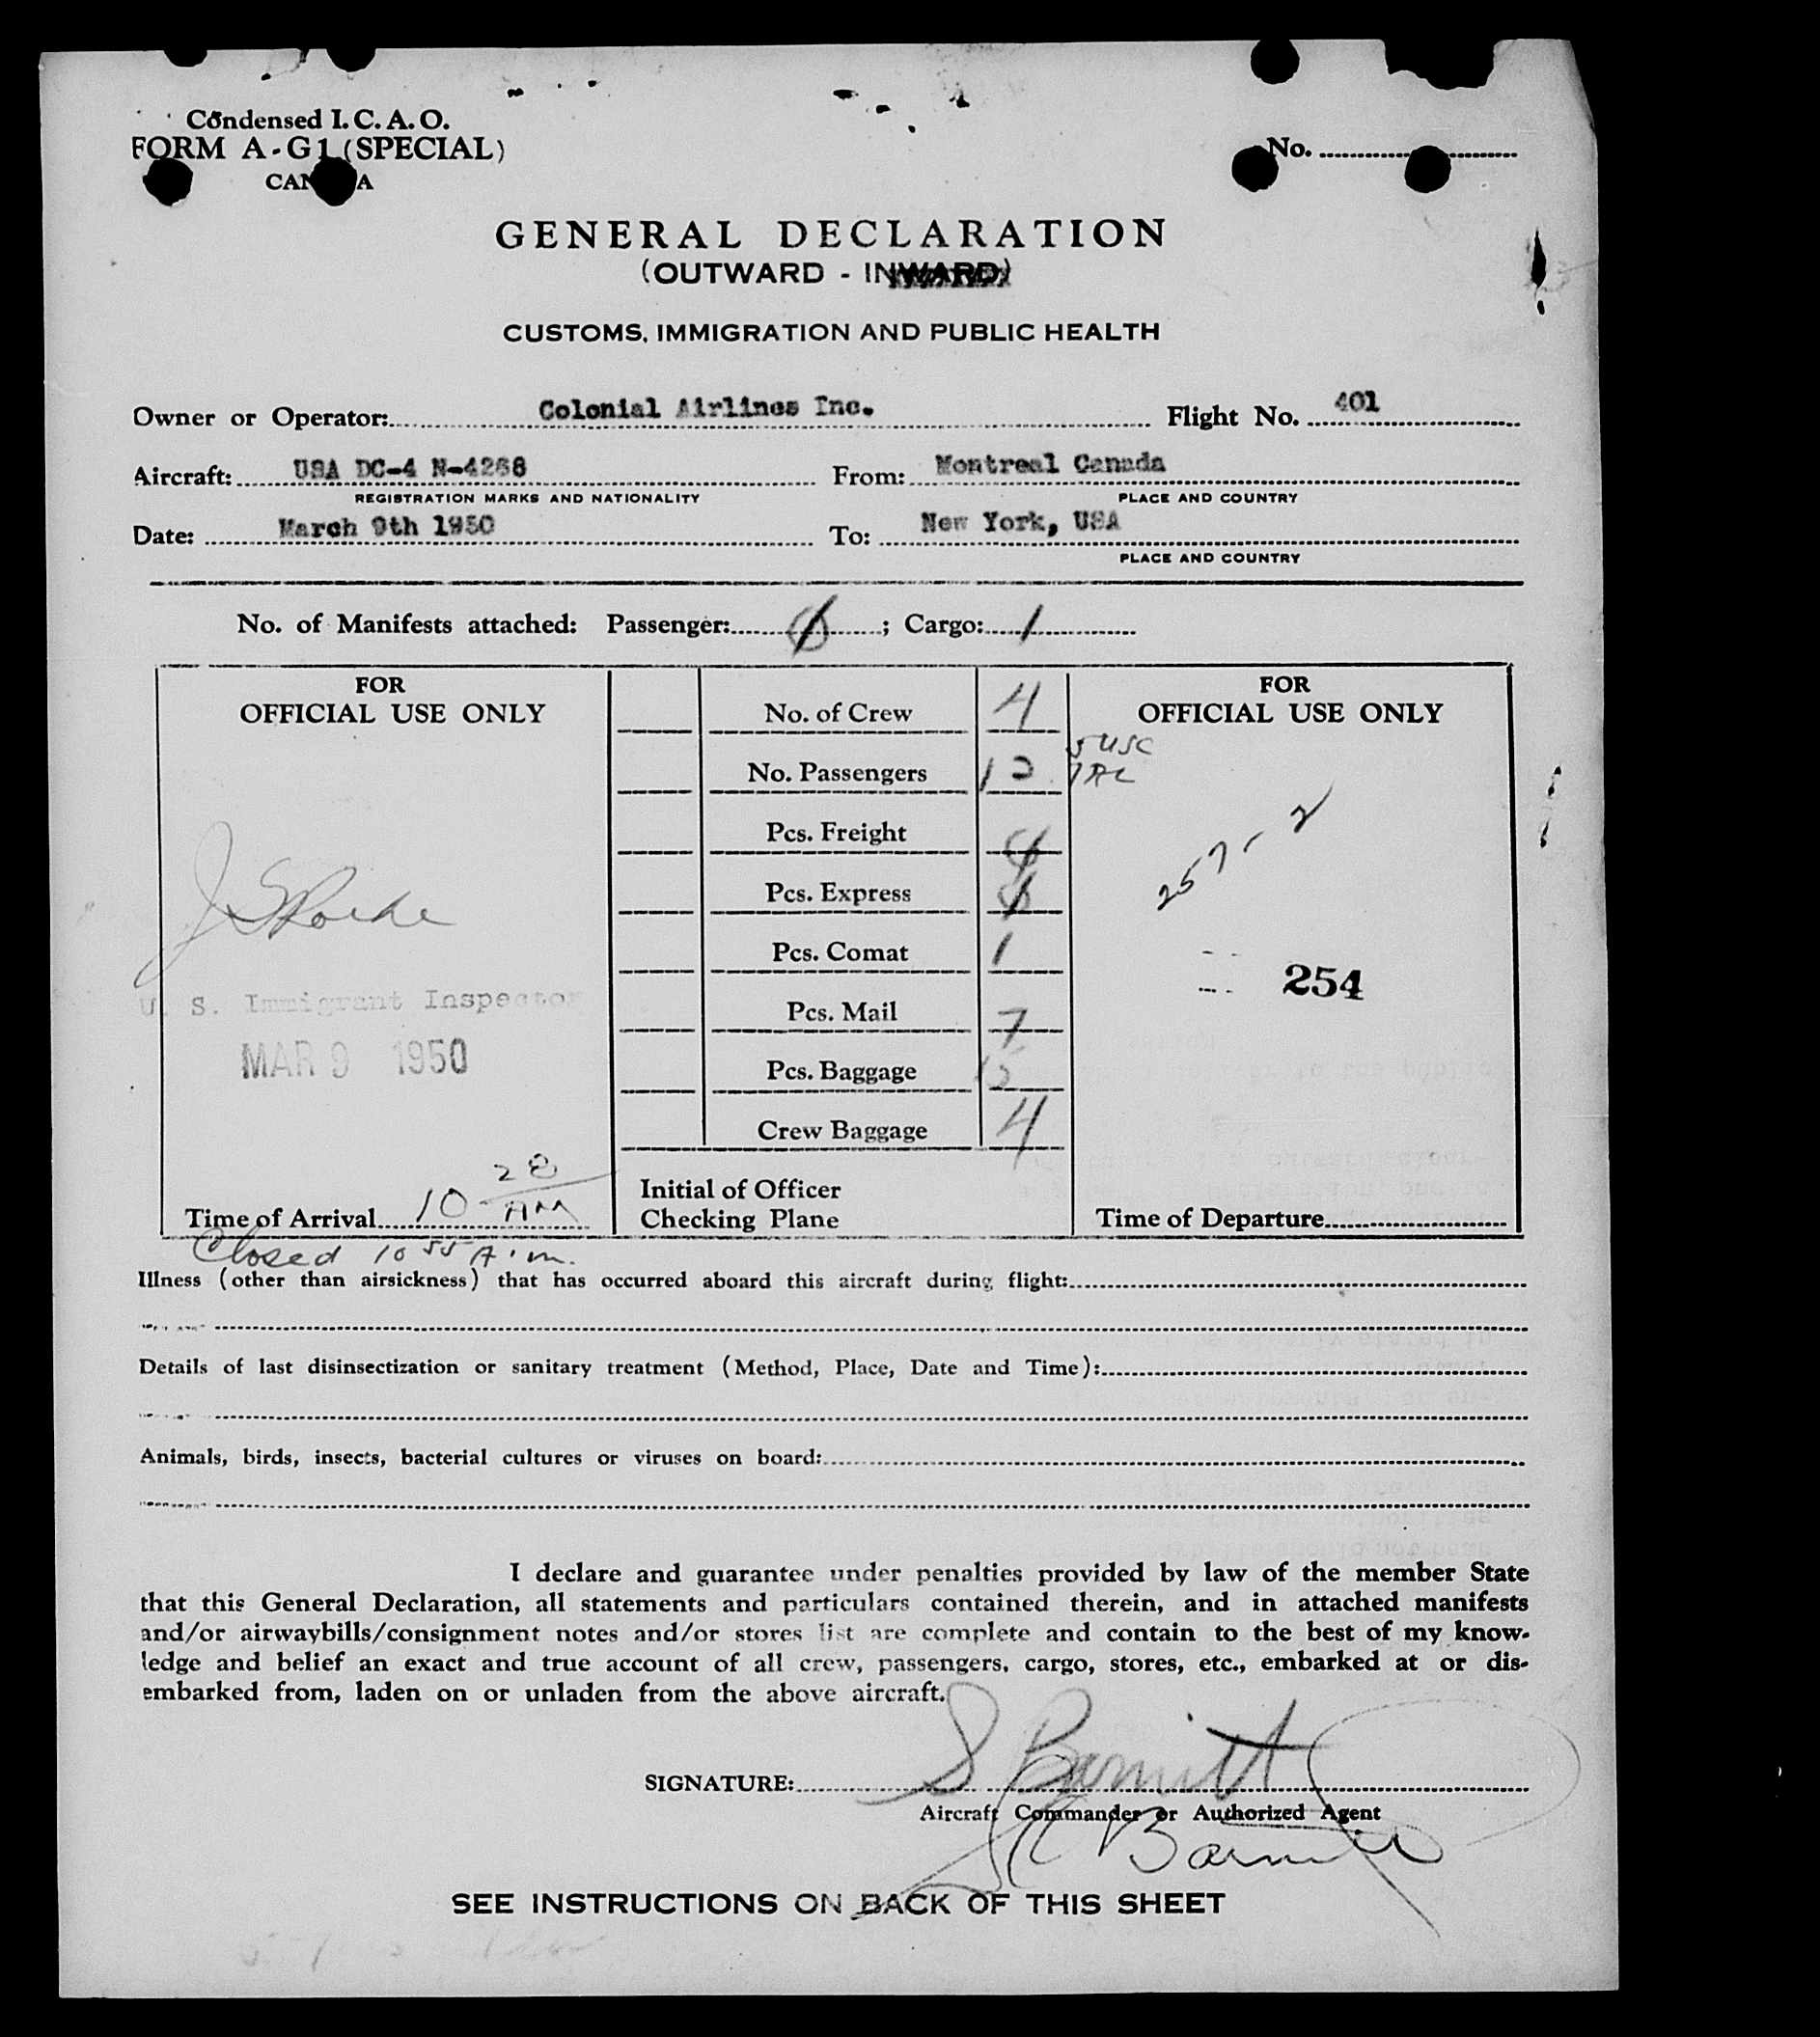 Condensed I. C. A. O.
FORM A - G1 (SPECIAL)
CANADA
No.
GENERAL DECLARATION
(OUTWARD - INWARD)
CUSTOMS, IMMIGRATION AND PUBLIC HEALTH
Owner or Operator: Colonial Airlines Inc. Flight No. 401
Aircraft: USA DC-4 N-4268 From: Montreal Canada
REGISTRATION MARKS AND NATIONALITY PLACE AND COUNTRY
Date: March 9th 1950 To: New York, USA
PLACE AND COUNTRY
No. of Manifests attached: Passenger: ; Cargo: 1
FOR
OFFICIAL USE ONLY
U. S. Immigrant Inspector
MAR 9 1950
Time of Arrival 10 28 AM
Closed 10 55 A.m.
No. of Crew 4
No. Passengers 12
Pcs. Freight
Pcs. Express
Pcs. Comat 1
Pcs. Mail 7
Pcs. Baggage
Crew Baggage 4
Initial of Officer
Checking Plane
FOR
OFFICIAL USE ONLY
5 USC
257 - 2
254
Time of Departure
Illness (other than airsickness) that has occurred aboard this aircraft during flight:
Details of last disinsectization or sanitary treatment (Method, Place, Date and Time):
Animals, birds, insects, bacterial cultures or viruses on board:
I declare and guarantee under penalties provided by law of the member State
that this General Declaration, all statements and particulars contained therein, and in attached manifests
and/or airwaybills/consignment notes and/or stores list are complete and contain to the best of my know-
ledge and belief an exact and true account of all crew, passengers, cargo, stores, etc., embarked at or dis-
embarked from, laden on or unladen from the above aircraft.
SIGNATURE:
Aircraft Commander or Authorized Agent
SEE INSTRUCTIONS ON BACK OF THIS SHEET